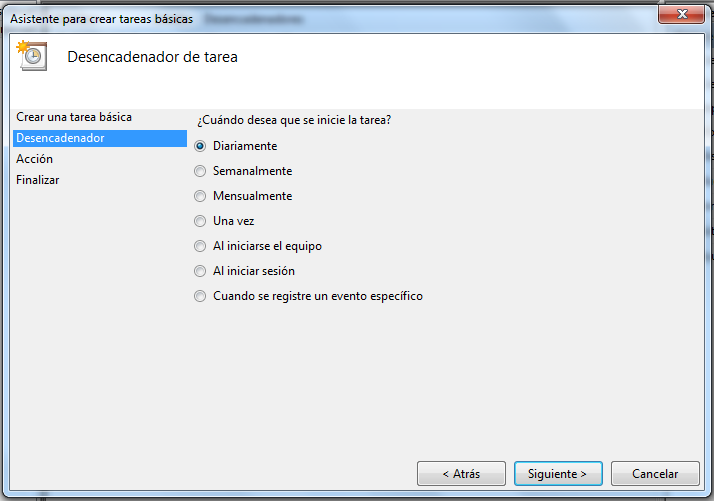 Asistente para crear tareas básicas
Desencadenadores
Desencadenador de tarea
Crear una tarea básica
Desencadenador
Acción
Finalizar
¿Cuándo desea que se inicie la tarea?
Diariamente
Semanalmente
Mensualmente
Una vez
Al iniciarse el equipo
Al iniciar sesión
Cuando se registre un evento específico
< Atrás
Siguiente >
Cancelar